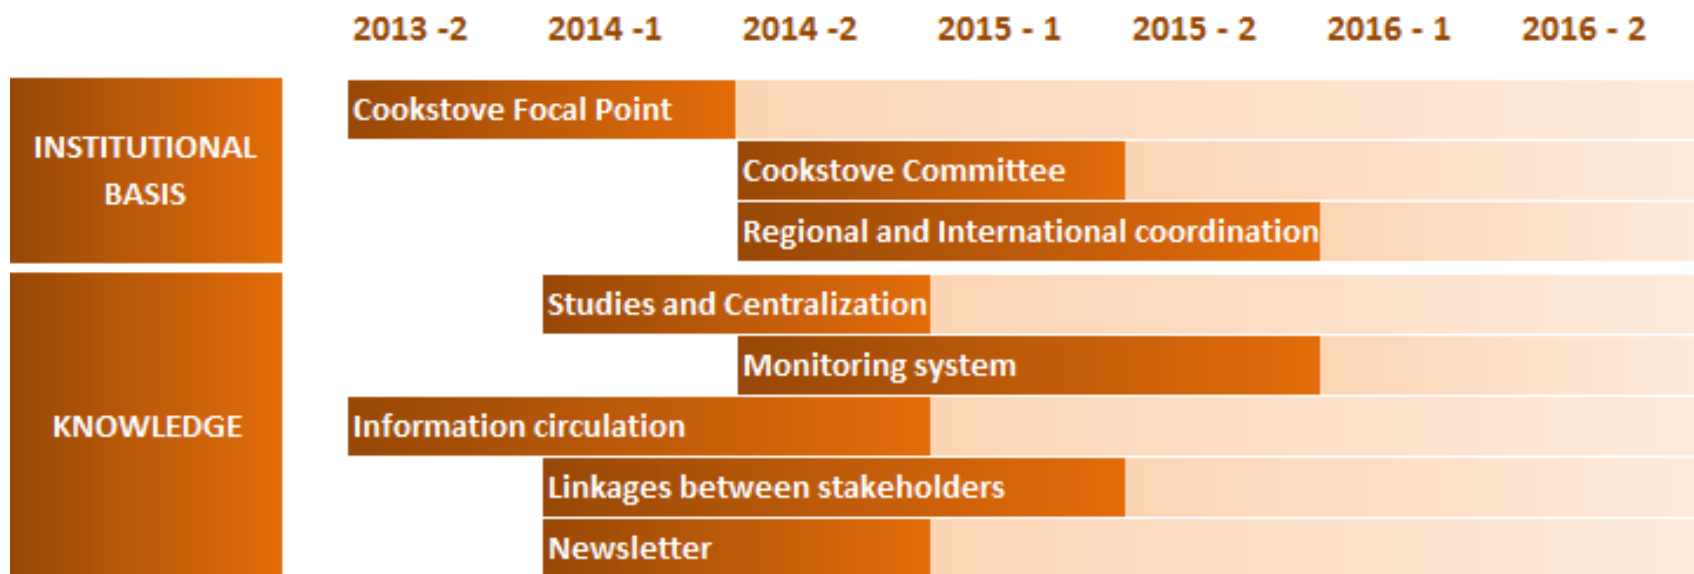 2013 -2 2014 -1 2014 -2 2015 - 1 2015 - 2 2016 - 1 2016 - 2
INSTITUTIONAL
BASIS
Cookstove Focal Point
Cookstove Committee
Regional and International coordination
KNOWLEDGE
Studies and Centralization
Monitoring system
Information circulation
Linkages between stakeholders
Newsletter